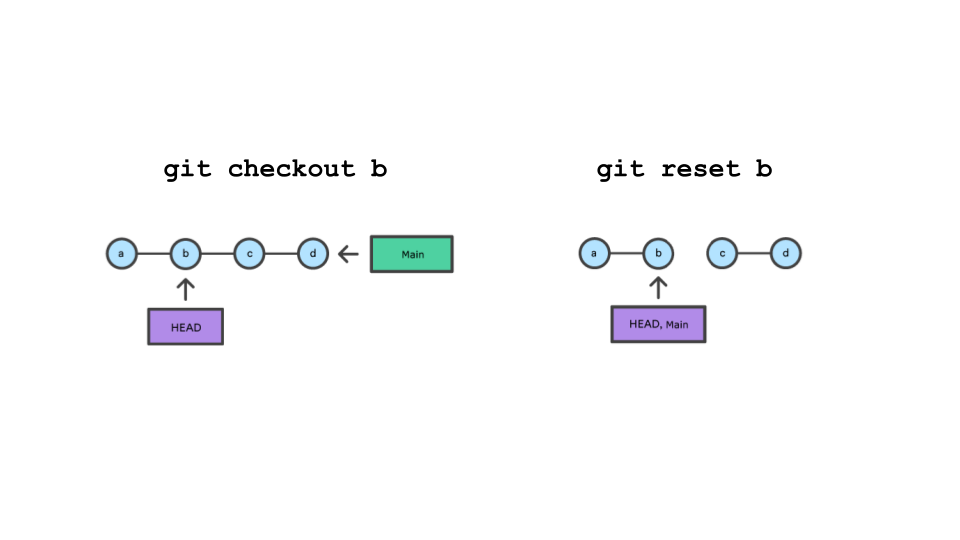 git checkout b
git reset b
a b c d Main
a b c d
HEAD
HEAD, Main